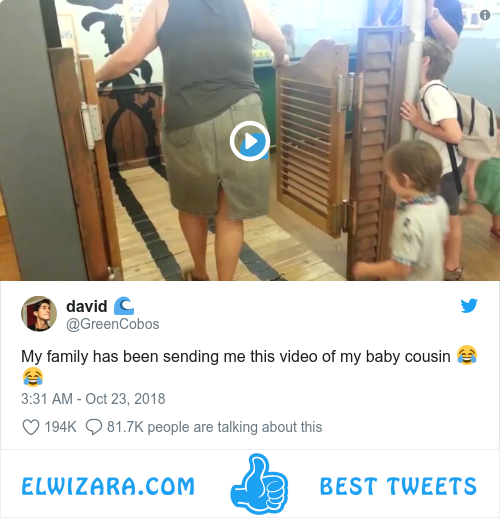 david 🌊
@GreenCobos
My family has been sending me this video of my baby cousin 😂
😂
3:31 AM - Oct 23, 2018
194K 81.7K people are talking about this
ELWIZARA.COM BEST TWEETS